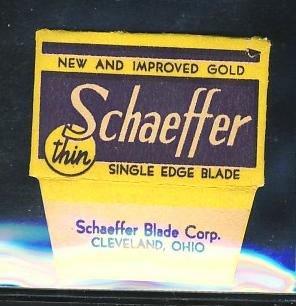 NEW AND IMPROVED GOLD
Schaeffer
thin
SINGLE EDGE BLADE
Schaeffer Blade Corp.
CLEVELAND, OHIO